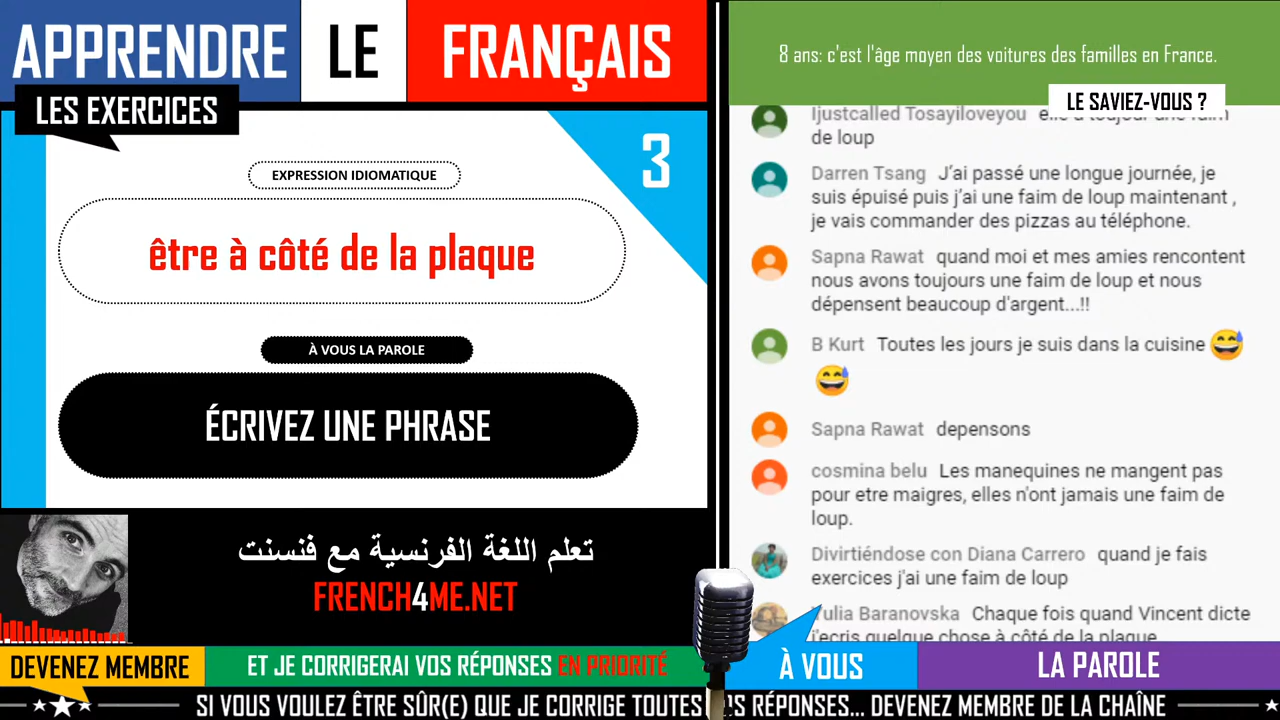 APPRENDRE LE FRANÇAIS
LES EXERCICES
3
EXPRESSION IDIOMATIQUE
être à côté de la plaque
À VOUS LA PAROLE
ÉCRIVEZ UNE PHRASE
تعلم اللغة الفرنسية مع فنسنت
FRENCH4ME.NET
8 ans: c'est l'âge moyen des voitures des familles en France.
LE SAVIEZ-VOUS ?
Ijustcalled Tosayiloveyou elle a toujour une faim
de loup
Darren Tsang J'ai passé une longue journée, je
suis épuisé puis j'ai une faim de loup maintenant ,
je vais commander des pizzas au téléphone.
Sapna Rawat quand moi et mes amies rencontent
nous avons toujours une faim de loup et nous
dépensent beaucoup d'argent...!!
B Kurt Toutes les jours je suis dans la cuisine 😅
😅
Sapna Rawat depensons
cosmina belu Les manequines ne mangent pas
pour etre maigres, elles n'ont jamais une faim de
loup.
Divirtiéndose con Diana Carrero quand je fais
exercices j'ai une faim de loup
Yulia Baranovska Chaque fois quand Vincent dicte
j'ecris quelque chose à côté de la plaque
DEVENEZ MEMBRE
ET JE CORRIGERAI VOS RÉPONSES EN PRIORITÉ
À VOUS
LA PAROLE
SI VOUS VOULEZ ÊTRE SÛR(E) QUE JE CORRIGE TOUTES RÉPONSES... DEVENEZ MEMBRE DE LA CHAÎNE